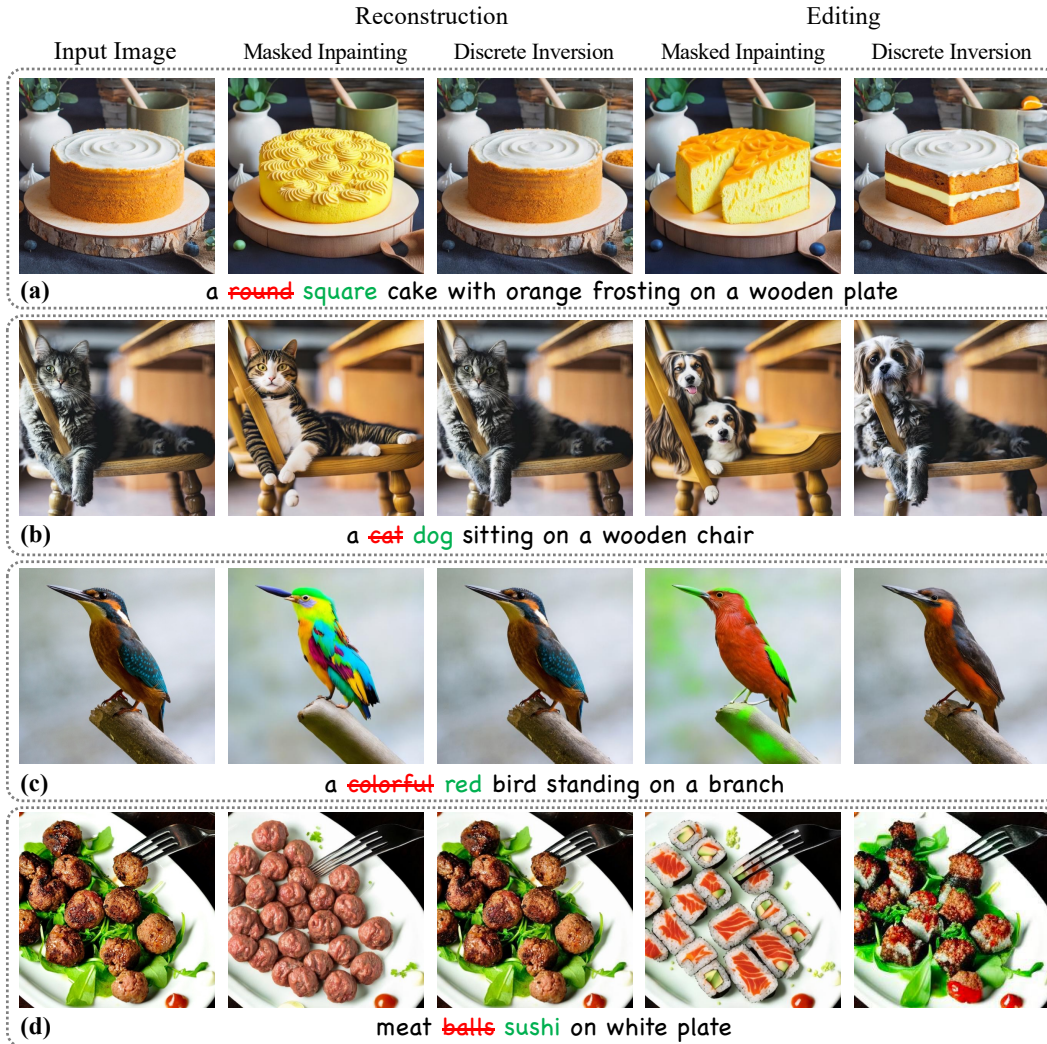 Reconstruction Editing
Input Image Masked Inpainting Discrete Inversion Masked Inpainting Discrete Inversion
(a) a round square cake with orange frosting on a wooden plate
(b) a cat dog sitting on a wooden chair
(c) a colorful red bird standing on a branch
(d) meat balls sushi on white plate